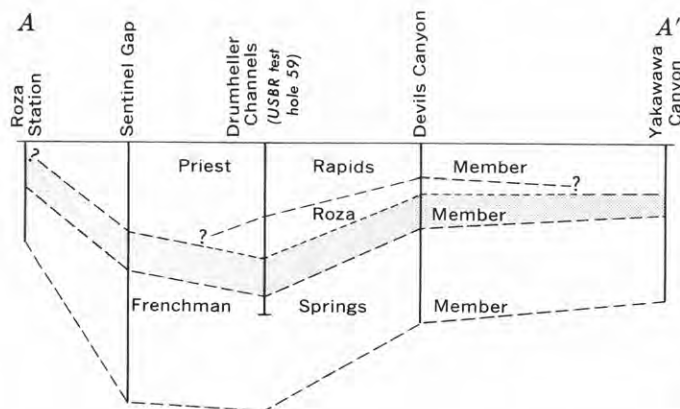 A
A'
Roza
Station
Sentinel Gap
Drumheller
Channels
(USBR test
hole 59)
Devils Canyon
Yakawawa
Canyon
?
Priest Rapids Member
?
?
Roza Member
Frenchman Springs Member